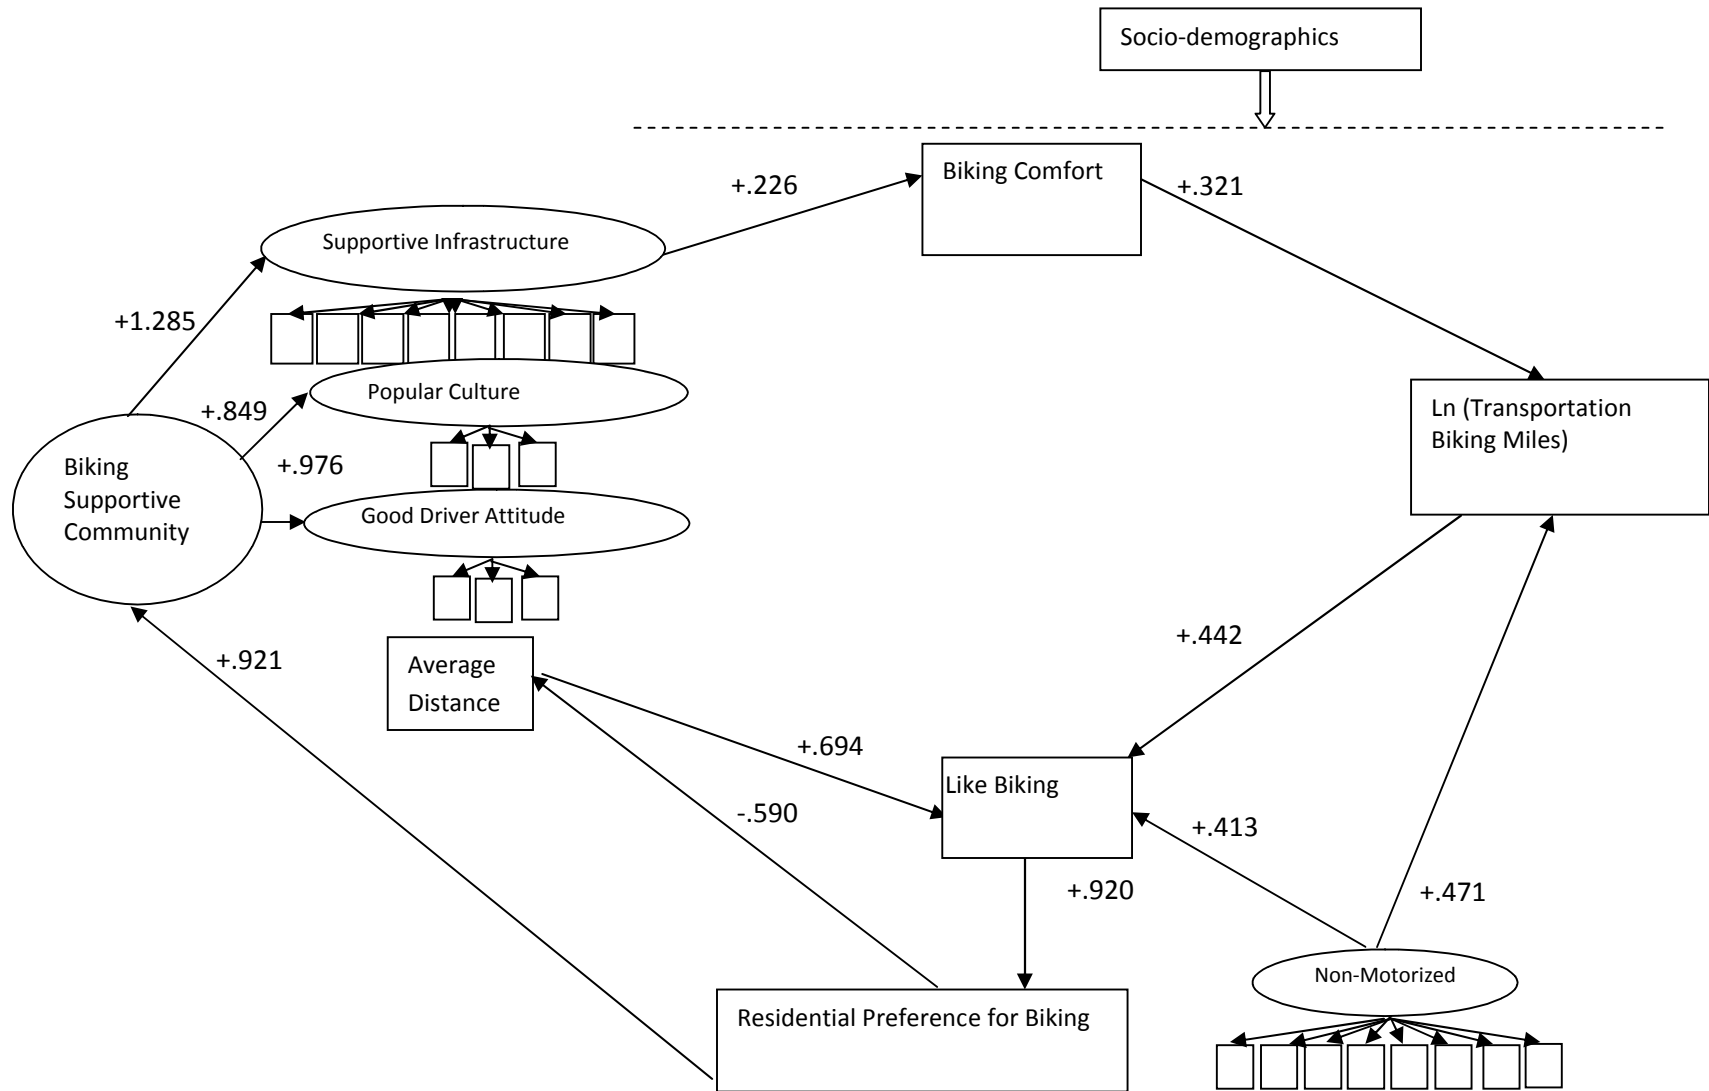 Socio-demographics
Biking Comfort
+.226
+.321
Supportive Infrastructure
+1.285
Popular Culture
+.849
Ln (Transportation
Biking Miles)
+.976
Biking
Supportive
Community
Good Driver Attitude
+.442
+.921
Average
Distance
+.694
Like Biking
-.590
+.413
+.920
+.471
Non-Motorized
Residential Preference for Biking